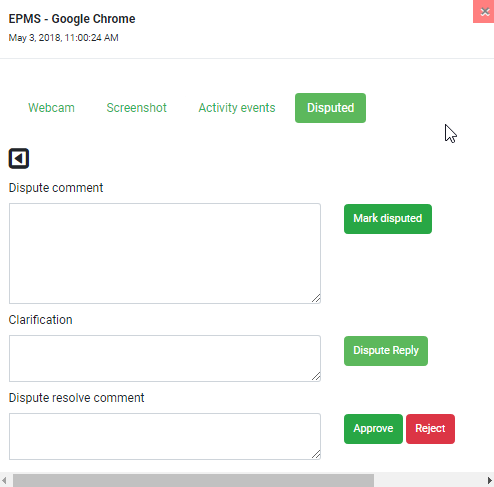 EPMS - Google Chrome
May 3, 2018, 11:00:24 AM
Webcam Screenshot Activity events Disputed
Dispute comment
Mark disputed
Clarification
Dispute Reply
Dispute resolve comment
Approve Reject